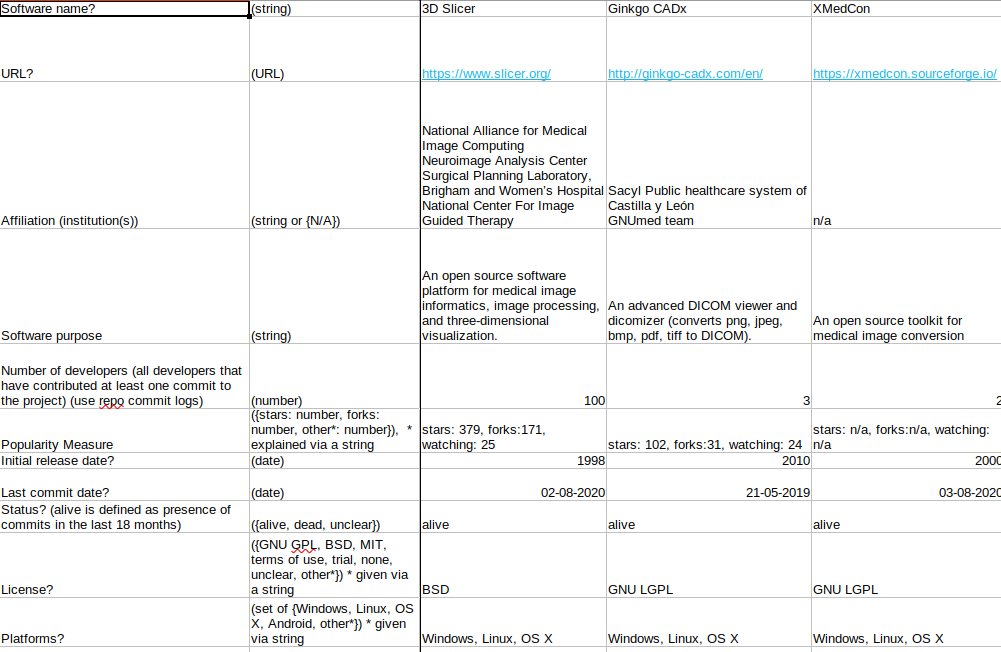 Software name? (string) 3D Slicer Ginkgo CADx XMedCon
URL? (URL) https://www.slicer.org/ http://ginkgo-cadx.com/en/ https://xmedcon.sourceforge.io/
Affiliation (institution(s)) (string or {N/A})
National Alliance for Medical
Image Computing
Neuroimage Analysis Center
Surgical Planning Laboratory,
Brigham and Women's Hospital
National Center For Image
Guided Therapy
Sacyl Public healthcare system of
Castilla y León
GNUmed team
n/a
Software purpose (string)
An open source software
platform for medical image
informatics, image processing,
and three-dimensional
visualization.
An advanced DICOM viewer and
dicomizer (converts png, jpeg,
bmp, pdf, tiff to DICOM).
An open source toolkit for
medical image conversion
Number of developers (all developers that
have contributed at least one commit to
the project) (use repo commit logs)
(number) 100 3 2
Popularity Measure
({stars: number, forks:
number, other*: number}), *
explained via a string
stars: 379, forks:171,
watching: 25
stars: 102, forks:31, watching: 24
stars: n/a, forks:n/a, watching:
n/a
Initial release date? (date) 1998 2010 2000
Last commit date? (date) 02-08-2020 21-05-2019 03-08-2020
Status? (alive is defined as presence of
commits in the last 18 months)
({alive, dead, unclear}) alive alive alive
License?
({GNU GPL, BSD, MIT,
terms of use, trial, none,
unclear, other*}) * given via
a string
BSD GNU LGPL GNU LGPL
Platforms?
(set of {Windows, Linux, OS
X, Android, other*}) * given
via string
Windows, Linux, OS X Windows, Linux, OS X Windows, Linux, OS X